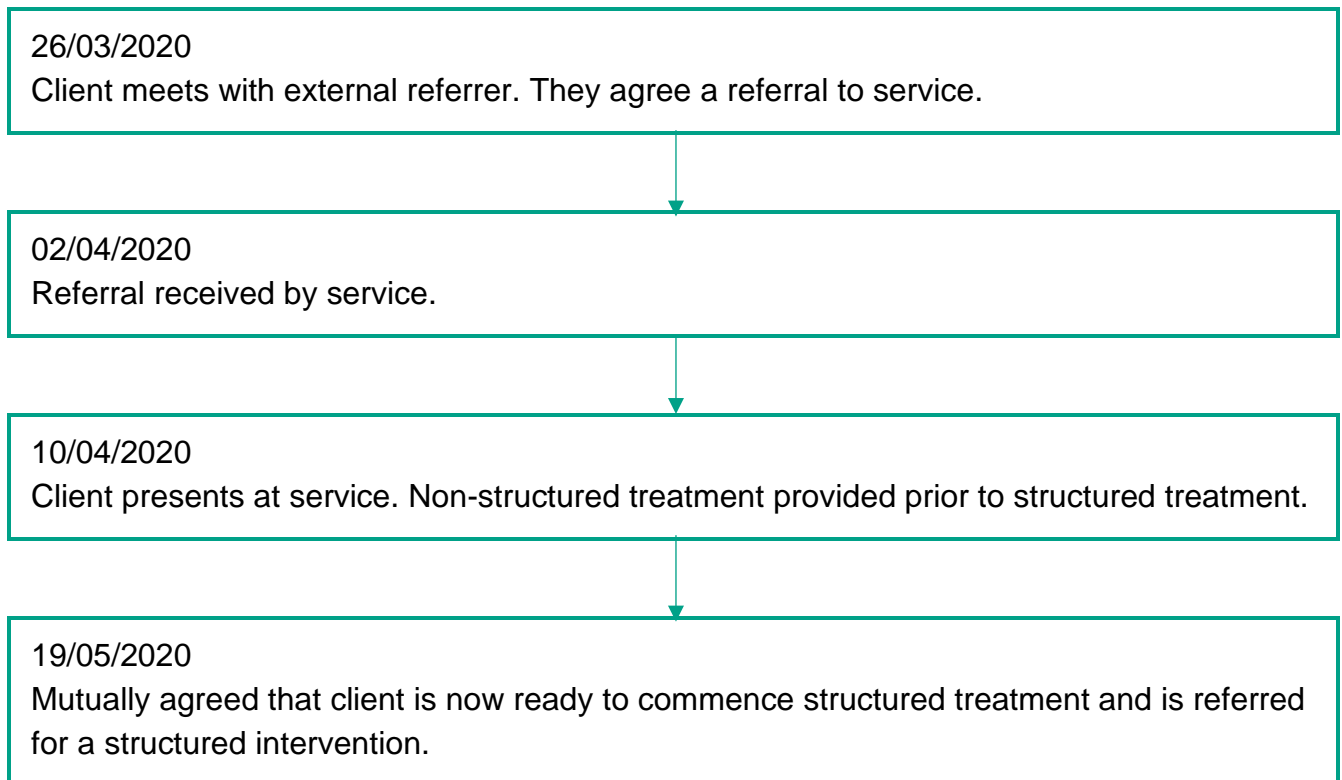 26/03/2020
Client meets with external referrer. They agree a referral to service.
02/04/2020
Referral received by service.
10/04/2020
Client presents at service. Non-structured treatment provided prior to structured treatment.
19/05/2020
Mutually agreed that client is now ready to commence structured treatment and is referred
for a structured intervention.